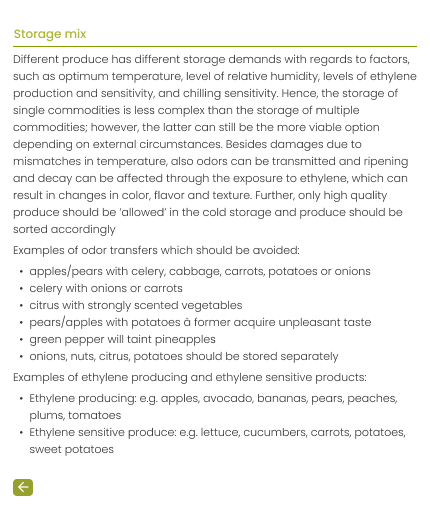 Storage mix
Different produce has different storage demands with regards to factors,
such as optimum temperature, level of relative humidity, levels of ethylene
production and sensitivity, and chilling sensitivity. Hence, the storage of
single commodities is less complex than the storage of multiple
commodities; however, the latter can still be the more viable option
depending on external circumstances. Besides damages due to
mismatches in temperature, also odors can be transmitted and ripening
and decay can be affected through the exposure to ethylene, which can
result in changes in color, flavor and texture. Further, only high quality
produce should be ‘allowed’ in the cold storage and produce should be
sorted accordingly
Examples of odor transfers which should be avoided:
• apples/pears with celery, cabbage, carrots, potatoes or onions
• celery with onions or carrots
• citrus with strongly scented vegetables
• pears/apples with potatoes à former acquire unpleasant taste
• green pepper will taint pineapples
• onions, nuts, citrus, potatoes should be stored separately
Examples of ethylene producing and ethylene sensitive products:
• Ethylene producing: e.g. apples, avocado, bananas, pears, peaches,
plums, tomatoes
• Ethylene sensitive produce: e.g. lettuce, cucumbers, carrots, potatoes,
sweet potatoes